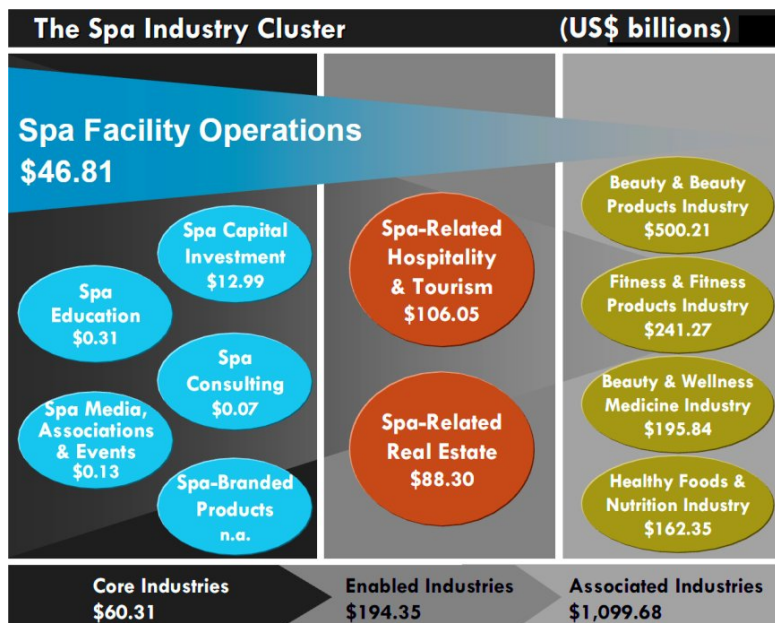 The Spa Industry Cluster (US$ billions)
Spa Facility Operations
$46.81
Spa Capital
Investment
$12.99
Spa
Education
$0.31
Spa
Consulting
$0.07
Spa Media,
Associations
& Events
$0.13
Spa-Branded
Products
n.a.
Spa-Related
Hospitality
& Tourism
$106.05
Spa-Related
Real Estate
$88.30
Beauty & Beauty
Products Industry
$500.21
Fitness & Fitness
Products Industry
$241.27
Beauty & Wellness
Medicine Industry
$195.84
Healthy Foods &
Nutrition Industry
$162.35
Core Industries
$60.31
Enabled Industries
$194.35
Associated Industries
$1,099.68